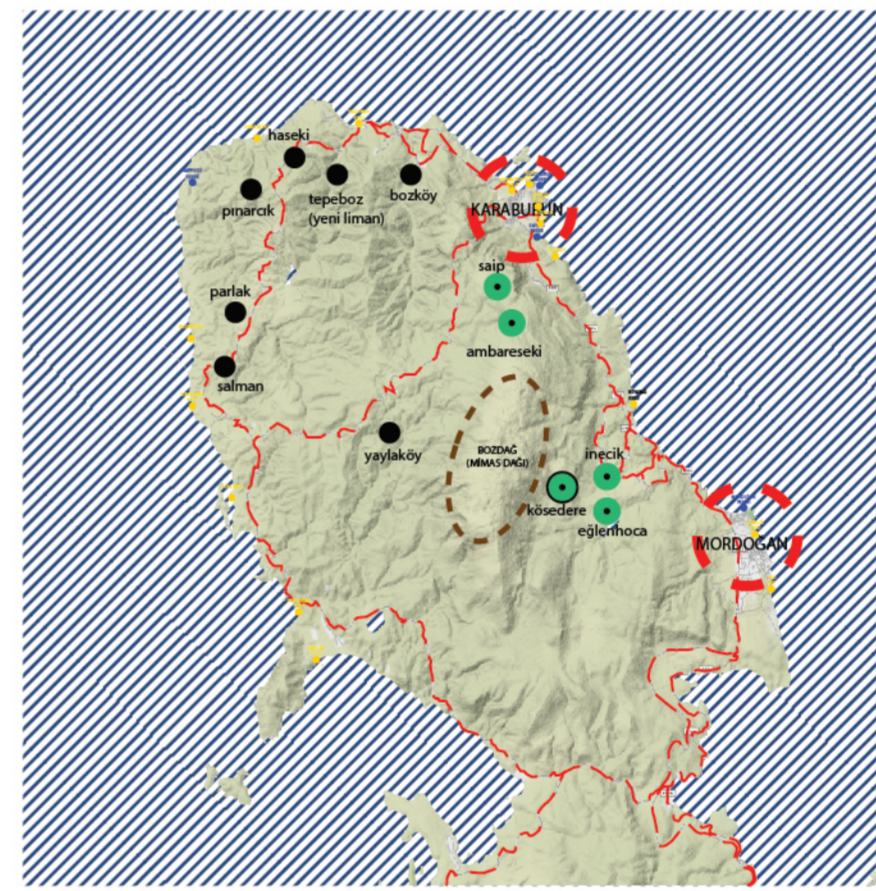 haseki
tepeboz
(yeni liman)
bozköy
pınarcık
KARABURUN
saip
parlak
ambareseki
salman
yaylaköy
BOZDAĞ
(MİMAS DAĞI)
inecik
kösedere
eğlenhoca
MORDOĞAN